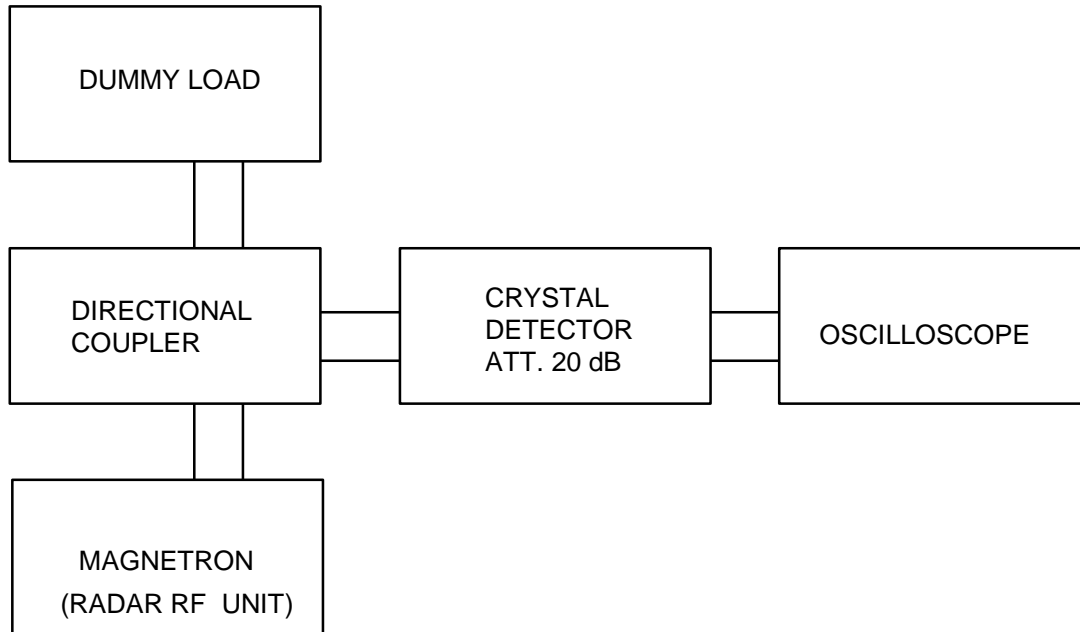 DUMMY LOAD
DIRECTIONAL
COUPLER
CRYSTAL
DETECTOR
ATT. 20 dB
OSCILLOSCOPE
MAGNETRON
(RADAR RF UNIT)